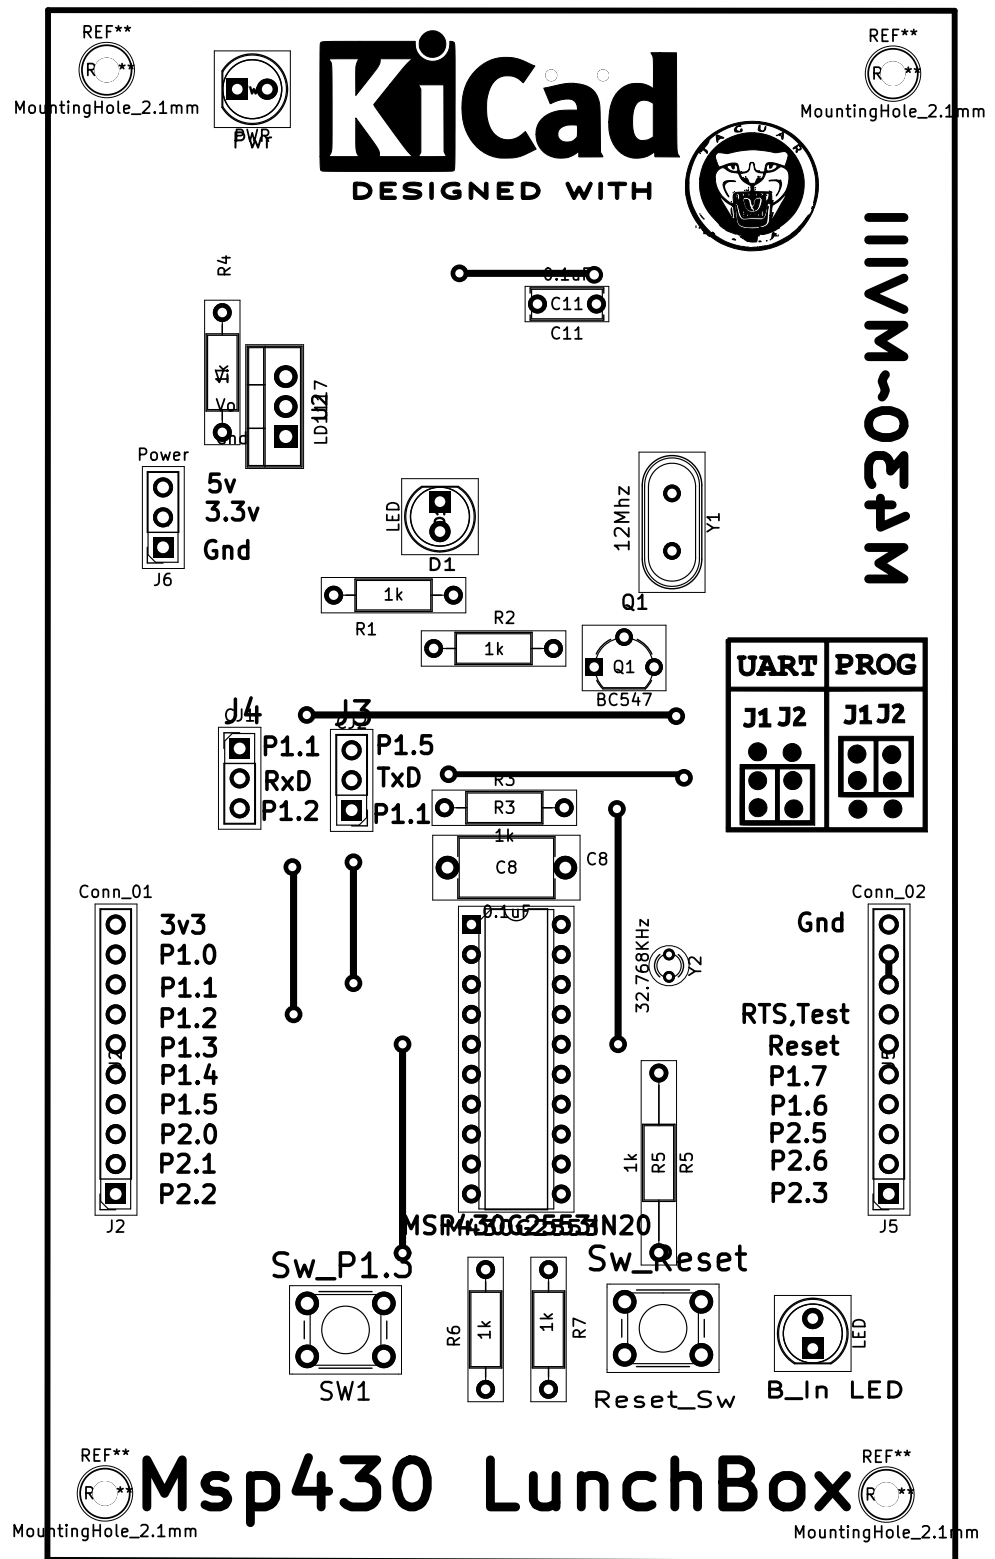 REF**
R **
MountingHole_2.1mm
PWR
KiCad
DESIGNED WITH
JAGUAR
REF**
R **
MountingHole_2.1mm
R4
0.1uF
C11
C11
M430~MVIII
Vi
Vo
Gnd
U2
LD1117
Power
5v
3.3v
Gnd
J6
LED
D1
12Mhz
Y1
1k
R1
R2
1k
Q1
Q1
BC547
UART PROG
J1 J2 J1 J2
J4
P1.1
RxD
P1.2
J3
P1.5
TxD
P1.1
R3
R3
1k
C8
C8
0.1uF
Conn_01
3v3
P1.0
P1.1
P1.2
P1.3
P1.4
P1.5
P2.0
P2.1
P2.2
J2
32.768KHz
Y2
Conn_02
Gnd
RTS,Test
Reset
P1.7
P1.6
P2.5
P2.6
P2.3
J5
J5
1k
R5
R5
MSP430G2553IN20
Sw_P1.3
SW1
R6
1k
1k
R7
Sw_Reset
Reset_Sw
LED
B_In LED
REF**
R **
MountingHole_2.1mm
Msp430 LunchBox
REF**
R **
MountingHole_2.1mm